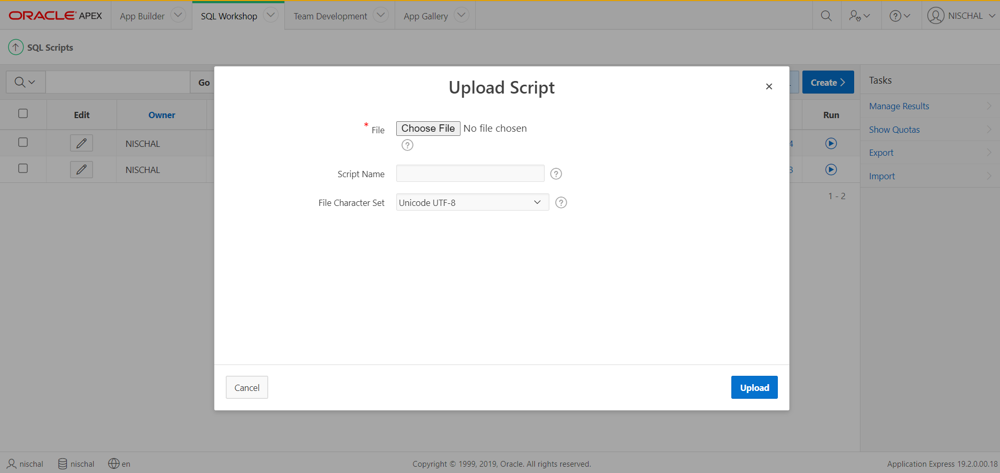 ORACLE APEX App Builder SQL Workshop Team Development App Gallery NISCHAL
SQL Scripts
Go Create Tasks
Upload Script
Manage Results
Edit Owner Run
* File Choose File No file chosen
Show Quotas
NISCHAL 4
Export
NISCHAL 3
Script Name
Import
1 - 2
File Character Set Unicode UTF-8
Cancel Upload
nischal nischal en Copyright © 1999, 2019, Oracle. All rights reserved. Application Express 19.2.0.00.18